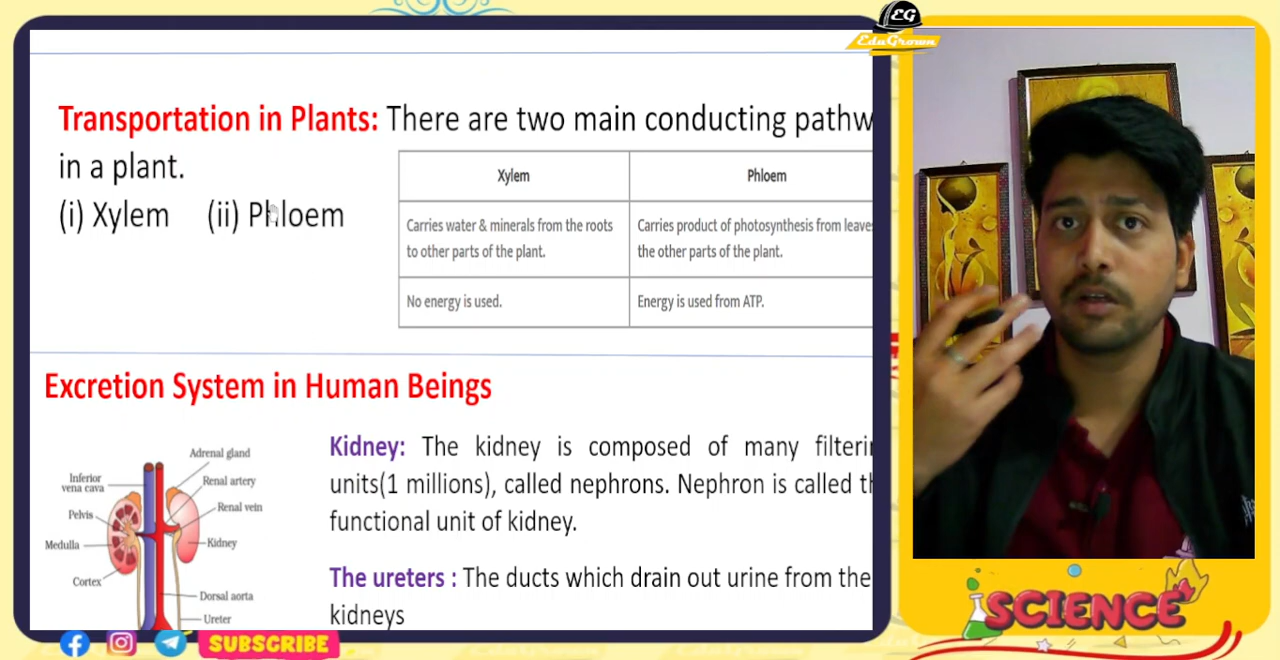 EG
EduGrown
Transportation in Plants: There are two main conducting pathw
in a plant.
(i) Xylem (ii) Phloem
Xylem Phloem
Carries water & minerals from the roots
to other parts of the plant.
Carries product of photosynthesis from leaves
the other parts of the plant.
No energy is used. Energy is used from ATP.
Excretion System in Human Beings
Adrenal gland
Inferior
vena cava
Renal artery
Pelvis
Renal vein
Medulla
Kidney
Cortex
Dorsal aorta
Ureter
Kidney: The kidney is composed of many filteri
units(1 millions), called nephrons. Nephron is called th
functional unit of kidney.
The ureters : The ducts which drain out urine from the
kidneys
SUBSCRIBE
SCIENCE